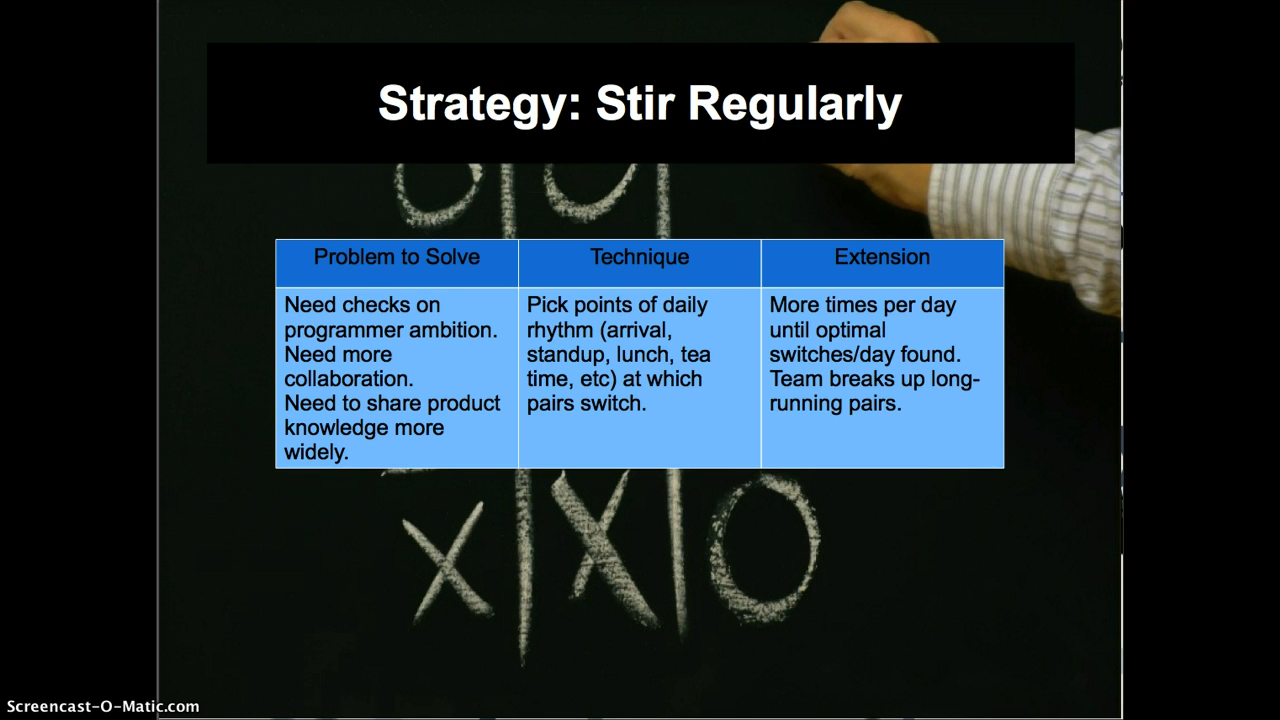 Strategy: Stir Regularly
Problem to Solve
Technique
Extension
Need checks on
programmer ambition.
Need more
collaboration.
Need to share product
knowledge more
widely.
Pick points of daily
rhythm (arrival,
standup, lunch, tea
time, etc) at which
pairs switch.
More times per day
until optimal
switches/day found.
Team breaks up long-
running pairs.
X X O
Screencast-O-Matic.com